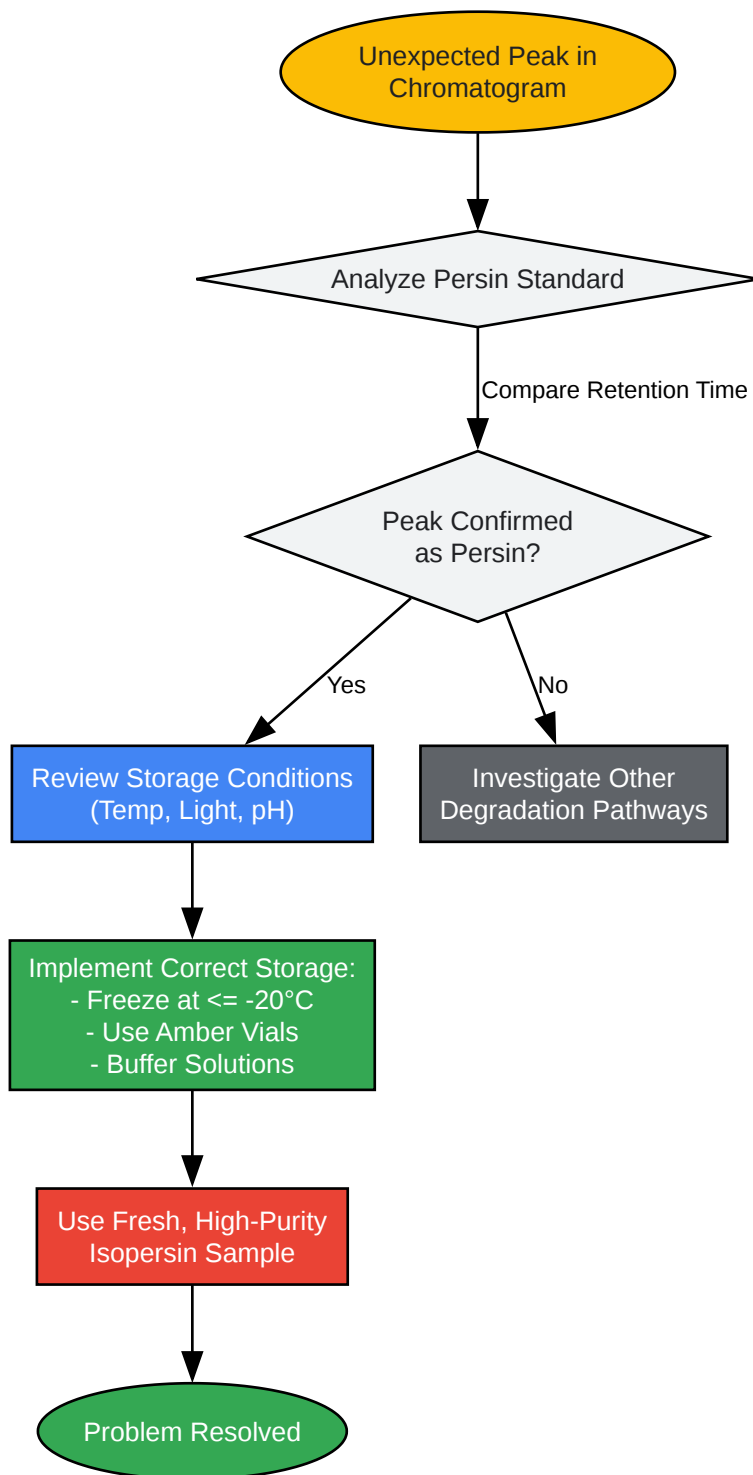 Unexpected Peak in
Chromatogram
Analyze Persin Standard
Compare Retention Time
Peak Confirmed
as Persin?
Yes
No
Review Storage Conditions
(Temp, Light, pH)
Investigate Other
Degradation Pathways
Implement Correct Storage:
- Freeze at <= -20°C
- Use Amber Vials
- Buffer Solutions
Use Fresh, High-Purity
Isopersin Sample
Problem Resolved